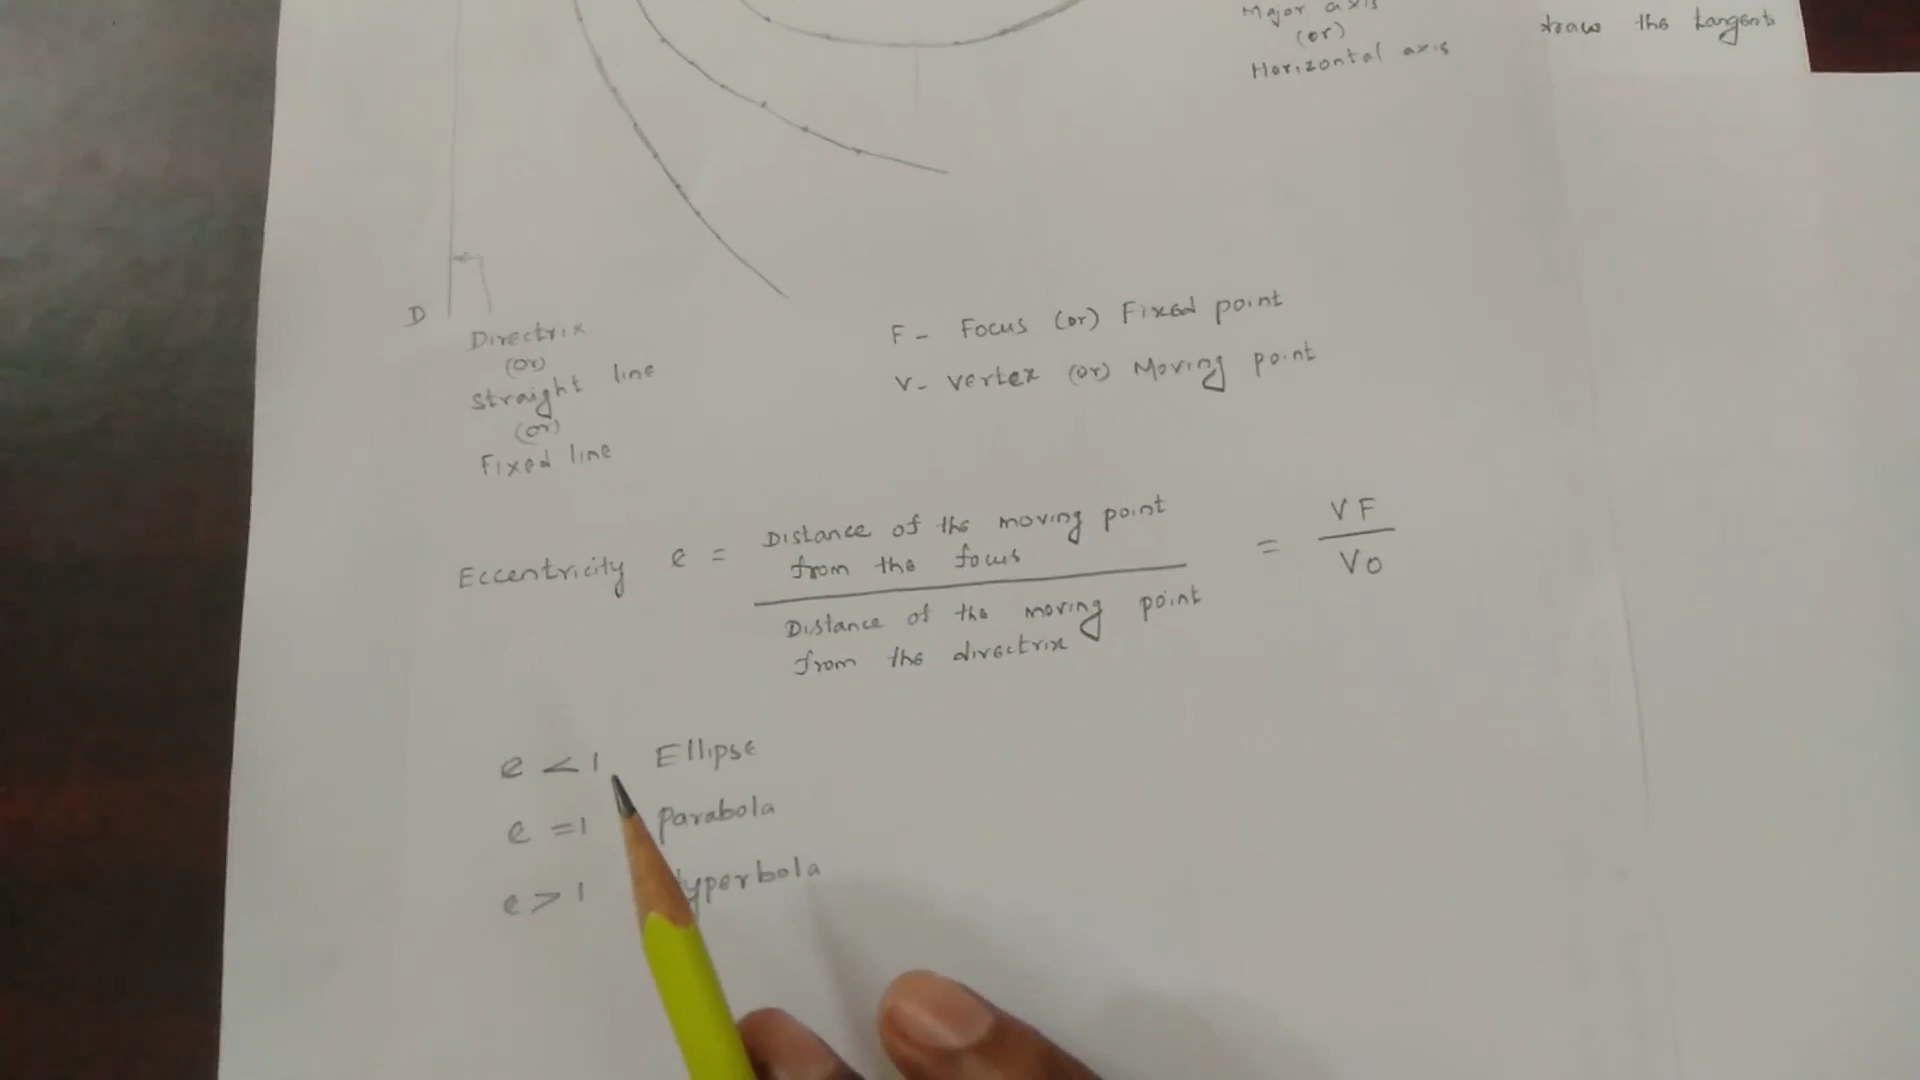 Major axis
(or)
Horizontal axis
draw the tangents
D
Directrix
(or)
straight line
(or)
Fixed line
F - Focus (or) Fixed point
V - Vertex (or) Moving point
Eccentricity e = Distance of the moving point
from the focus
Distance of the moving point
from the directrix
= VF
VO
e < 1 Ellipse
e = 1 parabola
e > 1 Hyperbola